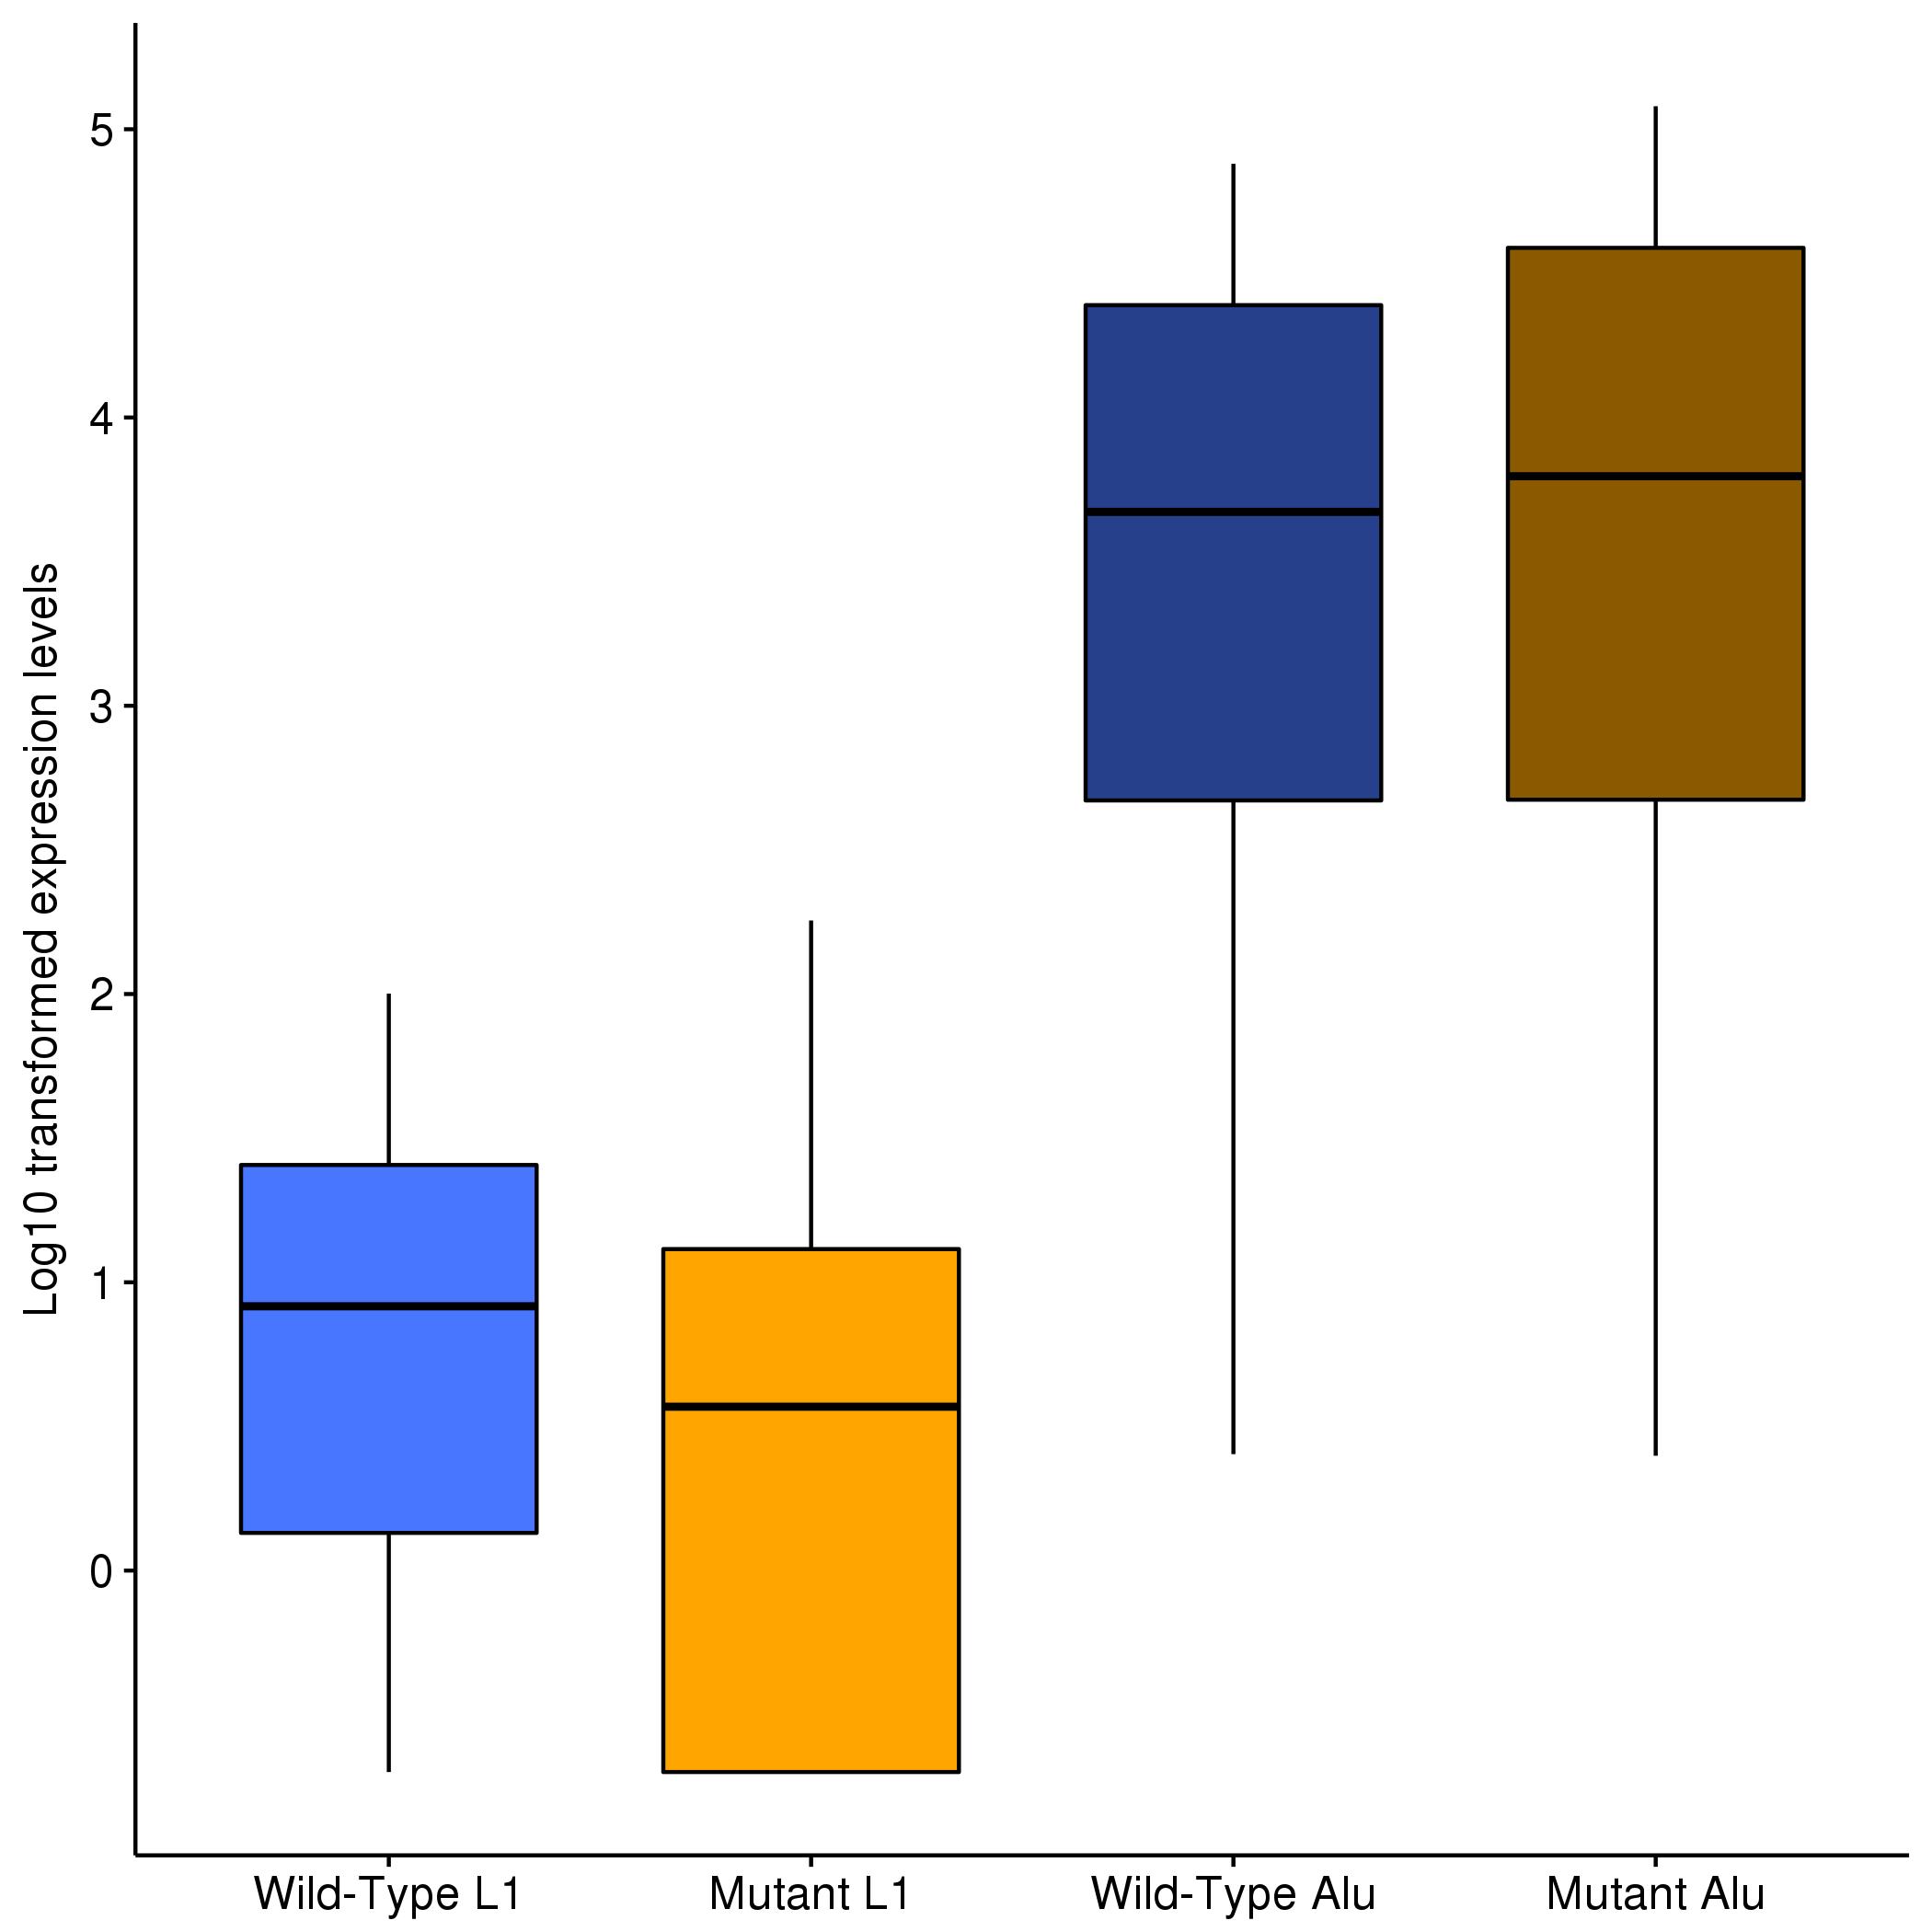 Log10 transformed expression levels
5
4
3
2
1
0
Wild-Type L1
Mutant L1
Wild-Type Alu
Mutant Alu